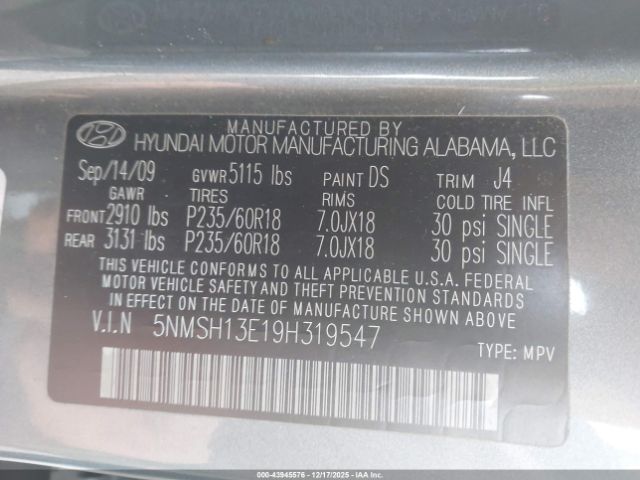 MANUFACTURED BY
HYUNDAI MOTOR MANUFACTURING ALABAMA, LLC
Sep/14/09 GVWR 5115 lbs PAINT DS TRIM J4
GAWR TIRES RIMS COLD TIRE INFL
FRONT 2910 lbs P235/60R18 7.0JX18 30 psi SINGLE
REAR 3131 lbs P235/60R18 7.0JX18 30 psi SINGLE
THIS VEHICLE CONFORMS TO ALL APPLICABLE U.S.A. FEDERAL
MOTOR VEHICLE SAFETY AND THEFT PREVENTION STANDARDS
IN EFFECT ON THE DATE OF MANUFACTURE SHOWN ABOVE.
V.I.N 5NMSH13E19H319547
TYPE: MPV
000-43945576 - 12/17/2025 - COPYRIGHT IAA